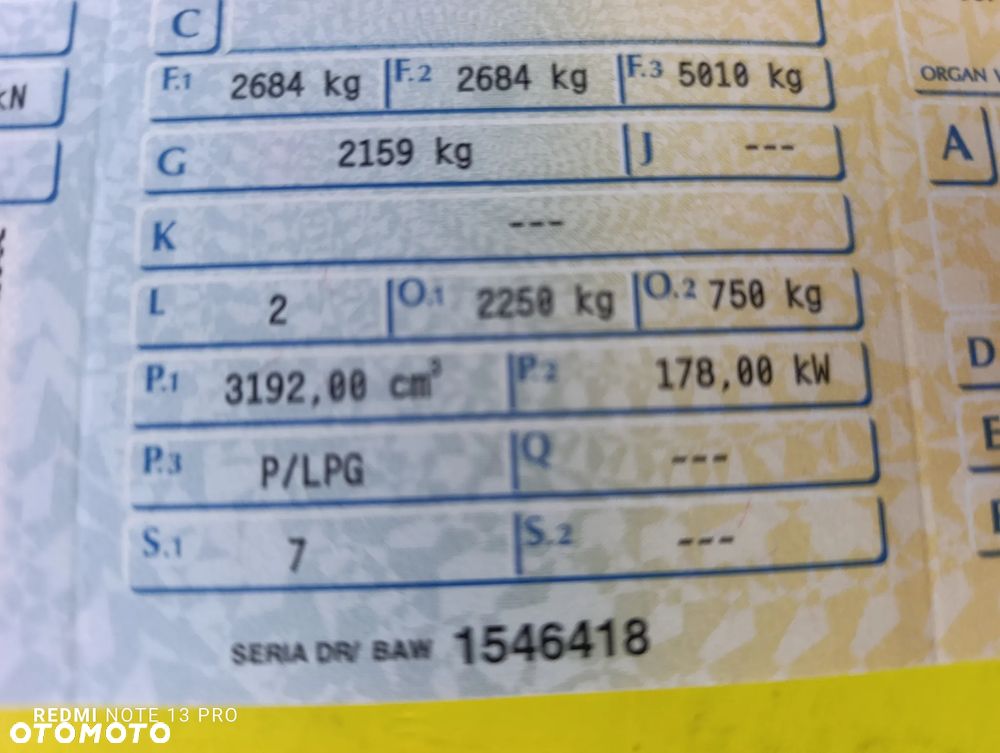 C
F.1 2684 kg F.2 2684 kg F.3 5010 kg
kN
ORGAN
G 2159 kg J ---
A
K ---
L 2 O.1 2250 kg O.2 750 kg
D
P.1 3192,00 cm³ P.2 178,00 kW
E
P.3 P/LPG Q ---
S.1 7 S.2 ---
SERIA DR/ BAW 1546418
REDMI NOTE 13 PRO
OTOMOTO